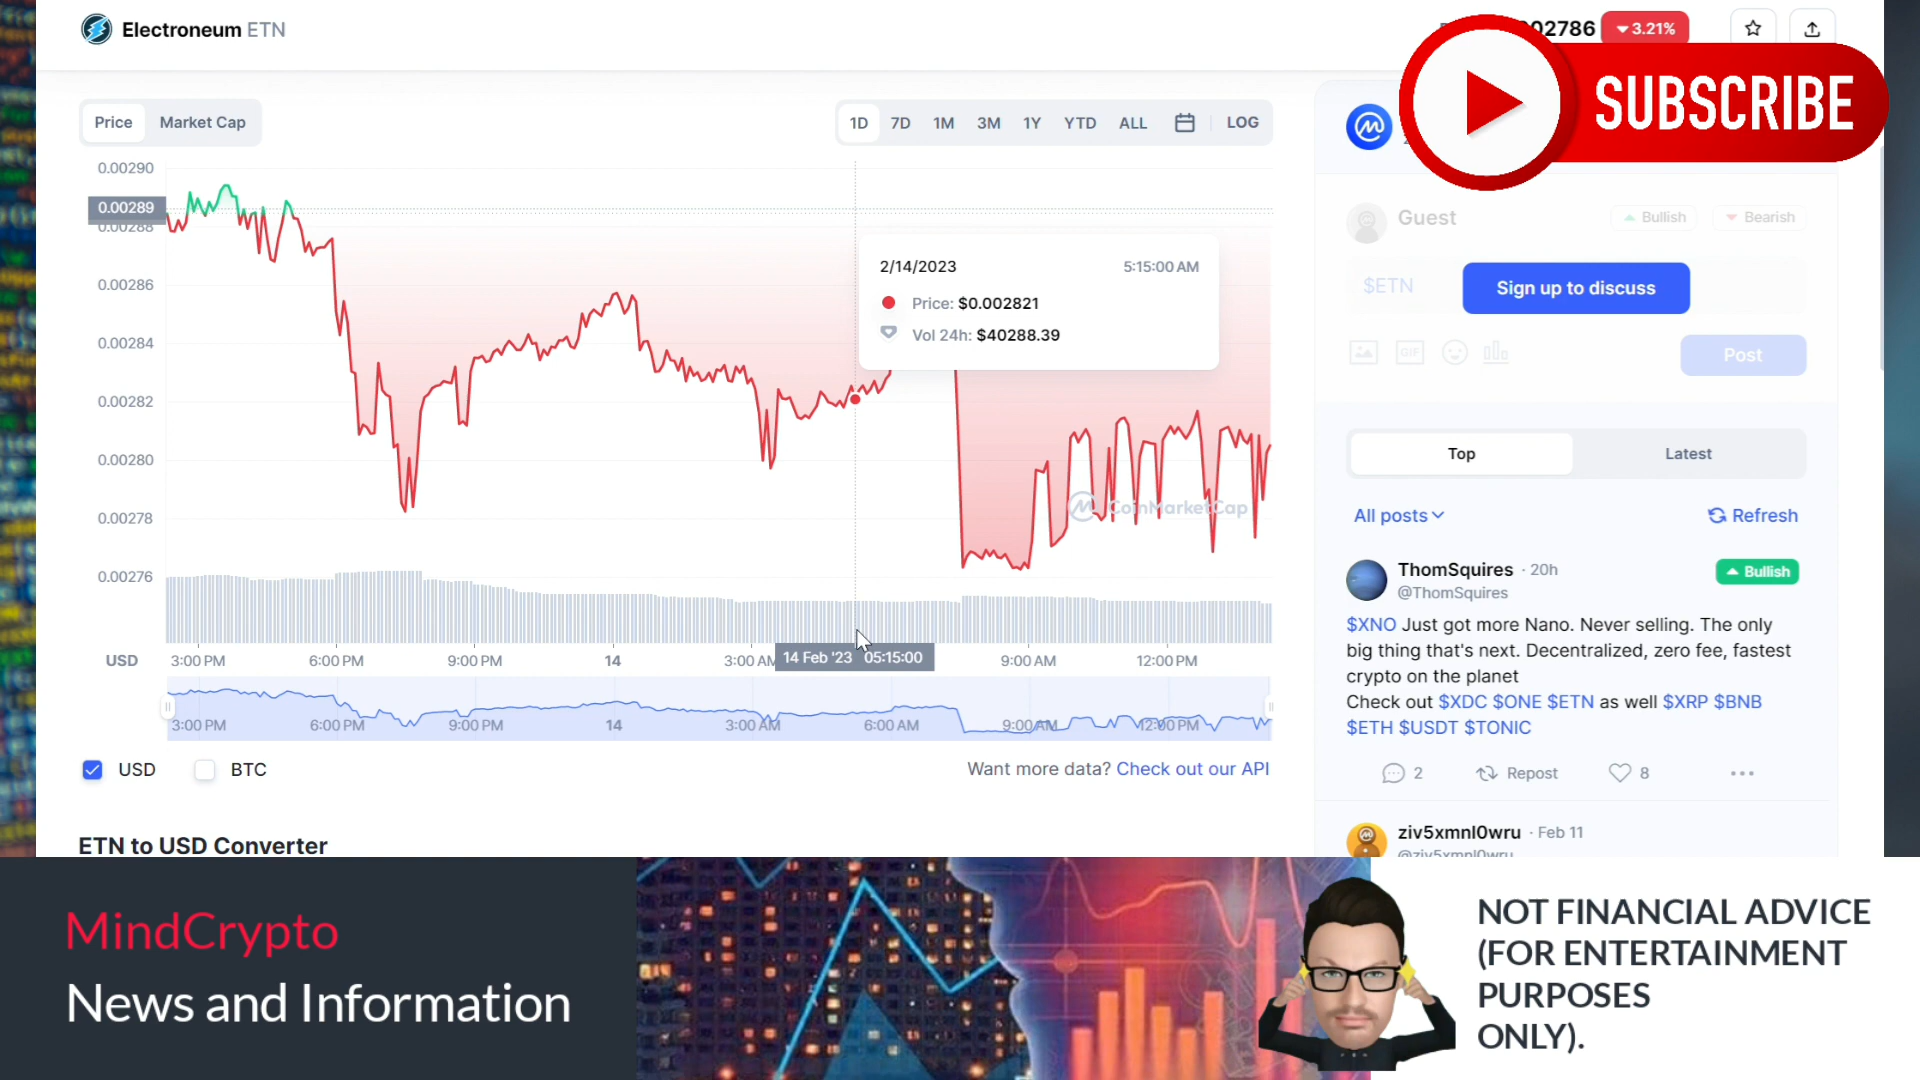 Electroneum ETN
002786
3.21%
SUBSCRIBE
Price Market Cap
1D 7D 1M 3M 1Y YTD ALL LOG
0.00290
0.00289
0.00288
0.00286
0.00284
0.00282
0.00280
0.00278
0.00276
2/14/2023 5:15:00 AM
Price: $0.002821
Vol 24h: $40288.39
CoinMarketCap
USD 3:00 PM 6:00 PM 9:00 PM 14 3:00 AM 14 Feb '23 05:15:00 9:00 AM 12:00 PM
3:00 PM 6:00 PM 9:00 PM 14 3:00 AM 6:00 AM 9:00 AM 12:00 PM
USD BTC
Want more data? Check out our API
ETN to USD Converter
Guest
Bullish Bearish
$ETN
Sign up to discuss
GIF
Post
Top Latest
All posts Refresh
ThomSquires · 20h
Bullish
@ThomSquires
$XNO Just got more Nano. Never selling. The only
big thing that's next. Decentralized, zero fee, fastest
crypto on the planet
Check out $XDC $ONE $ETN as well $XRP $BNB
$ETH $USDT $TONIC
2 Repost 8
ziv5xmnl0wru · Feb 11
@ziv5xmnl0wru
MindCrypto
News and Information
NOT FINANCIAL ADVICE
(FOR ENTERTAINMENT
PURPOSES
ONLY).